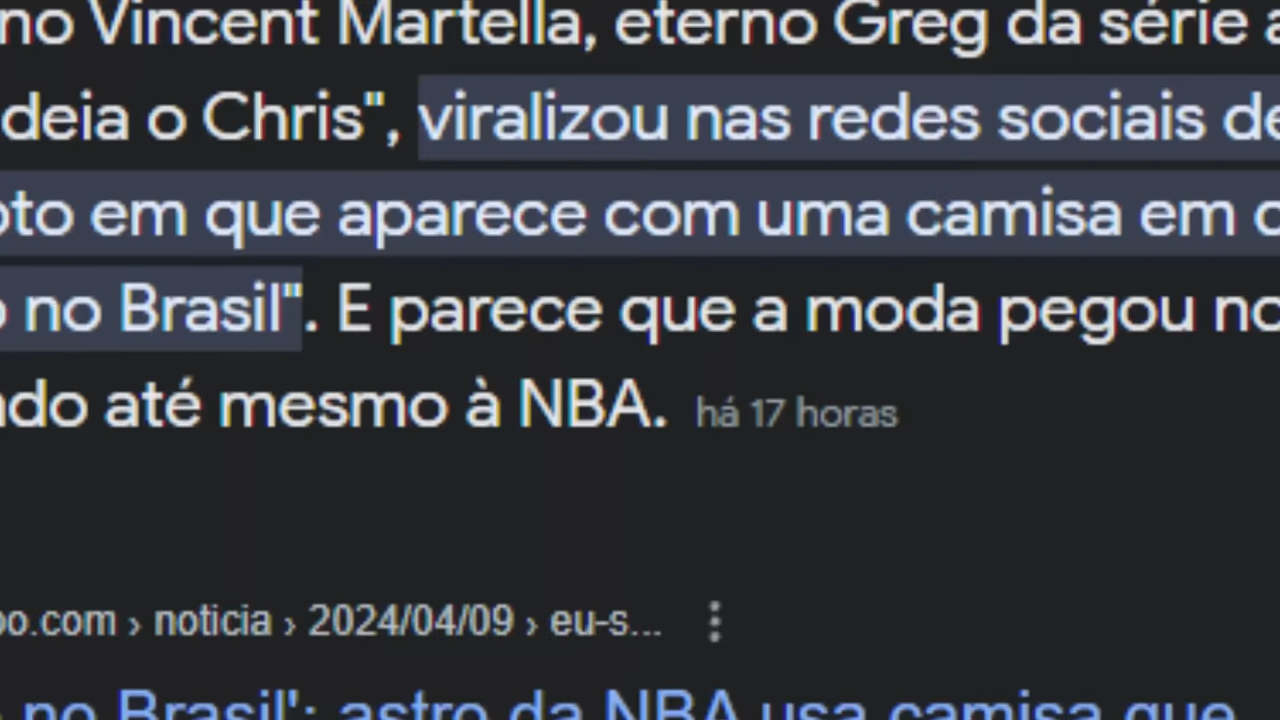 no Vincent Martella, eterno Greg da série a
deia o Chris", viralizou nas redes sociais de
oto em que aparece com uma camisa em
o no Brasil". E parece que a moda pegou no
ndo até mesmo à NBA. há 17 horas
oo.com › noticia › 2024/04/09 › eu-s...
no Brasil': astro da NBA usa camisa que